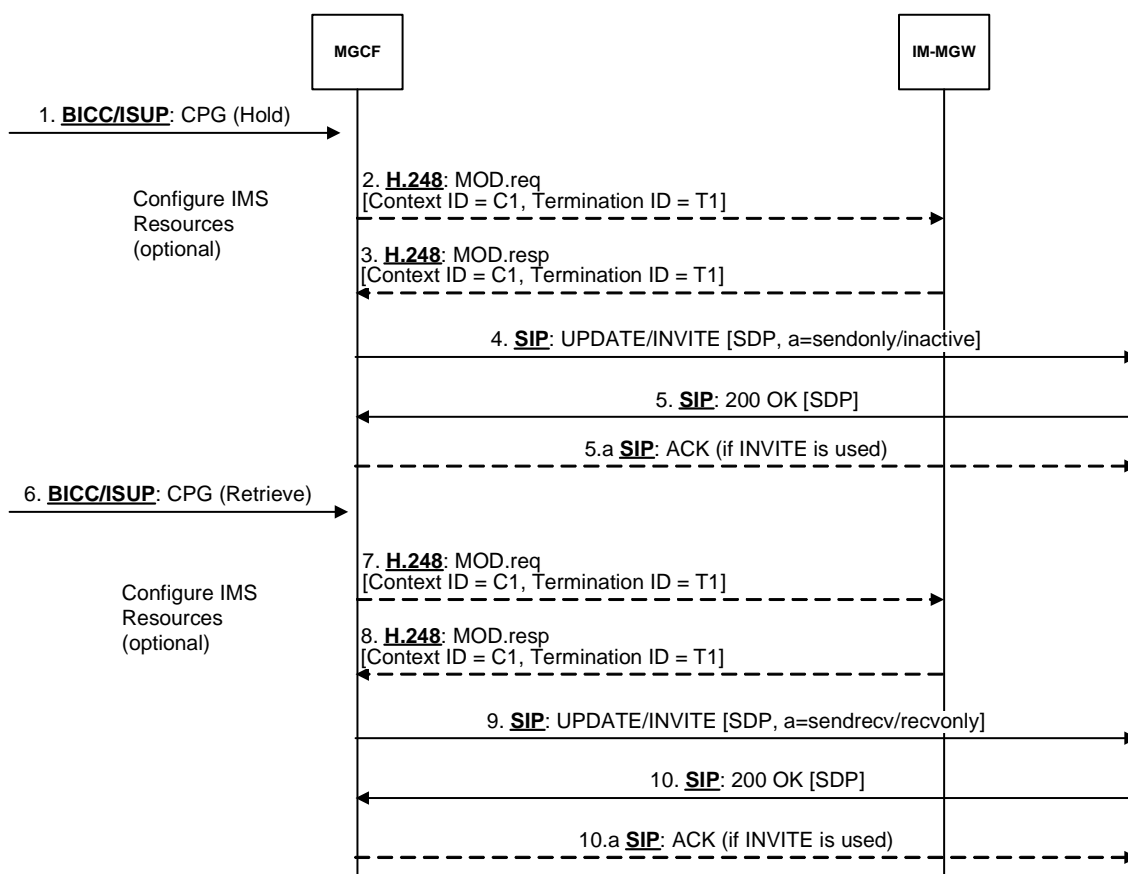 MGCF
IM-MGW
1. BICC/ISUP: CPG (Hold)
2. H.248: MOD.req
[Context ID = C1, Termination ID = T1]
Configure IMS
Resources
(optional)
3. H.248: MOD.resp
[Context ID = C1, Termination ID = T1]
4. SIP: UPDATE/INVITE [SDP, a=sendonly/inactive]
5. SIP: 200 OK [SDP]
5.a SIP: ACK (if INVITE is used)
6. BICC/ISUP: CPG (Retrieve)
7. H.248: MOD.req
[Context ID = C1, Termination ID = T1]
Configure IMS
Resources
(optional)
8. H.248: MOD.resp
[Context ID = C1, Termination ID = T1]
9. SIP: UPDATE/INVITE [SDP, a=sendrecv/recvonly]
10. SIP: 200 OK [SDP]
10.a SIP: ACK (if INVITE is used)